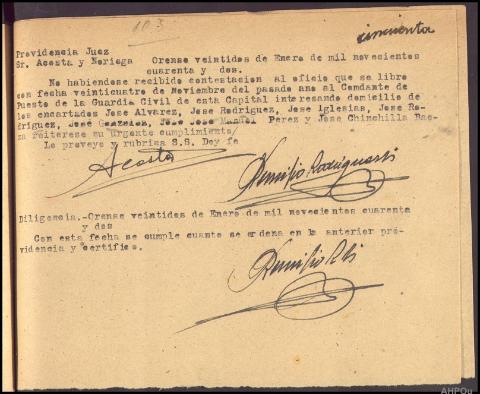 103
cincuenta
Providencia Juez
Sr. Acosta y Noriega Orense veintidos de Enero de mil novecientos
cuarenta y dos.
No habiendose recibido contestacion al oficio que se libro
con fecha veinticuatro de Noviembre del pasado año al Comdante de
Puesto de la Guardia Civil de esta Capital interesando domicilio de
los encartados Jose Alvarez, Jose Rodriguez, Jose Iglesias, Jose Ro-
driguez, Jose Gonzalez, Jose Manuel Perez y Jose Chinchilla Bae-
za reiterese su urgente cumplimiento/
Lo proveyo y rubrica S.S. Doy fe
Acosta
Diligencia.-Orense veintidos de Enero de mil novecientos cuarenta
y dos
Con esta fecha se cumple cuanto se ordena en la anterior pro-
videncia y certifico.
AHPOu